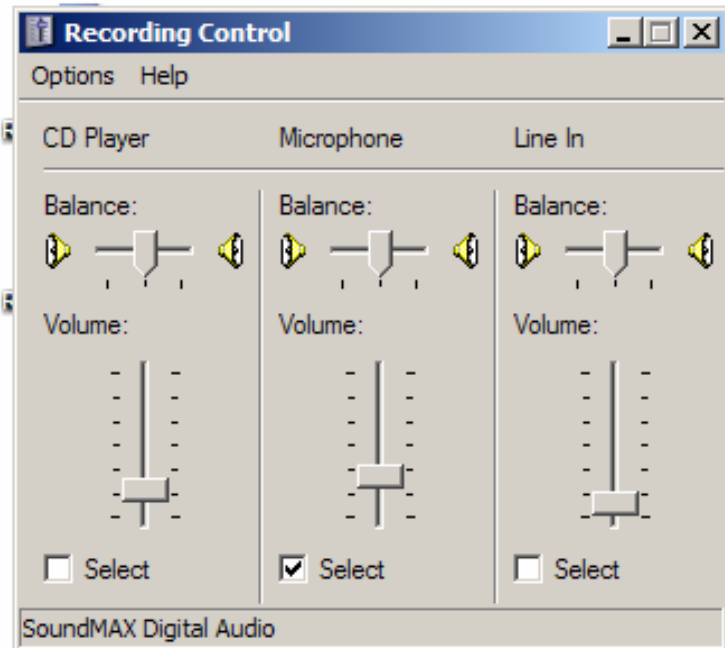 Recording Control
Options Help
CD Player Microphone Line In
Balance: Balance: Balance:
Volume: Volume: Volume:
Select Select Select
SoundMAX Digital Audio